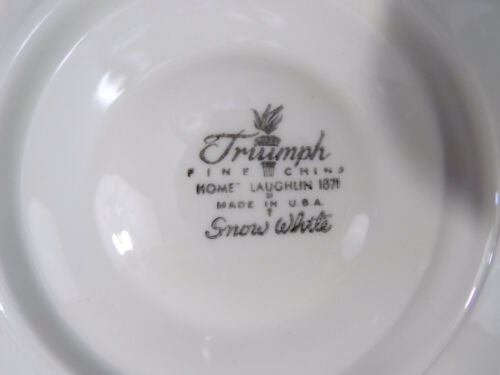 Triumph
FINE CHINA
HOMER LAUGHLIN 1871
MADE IN U.S.A.
Snow White